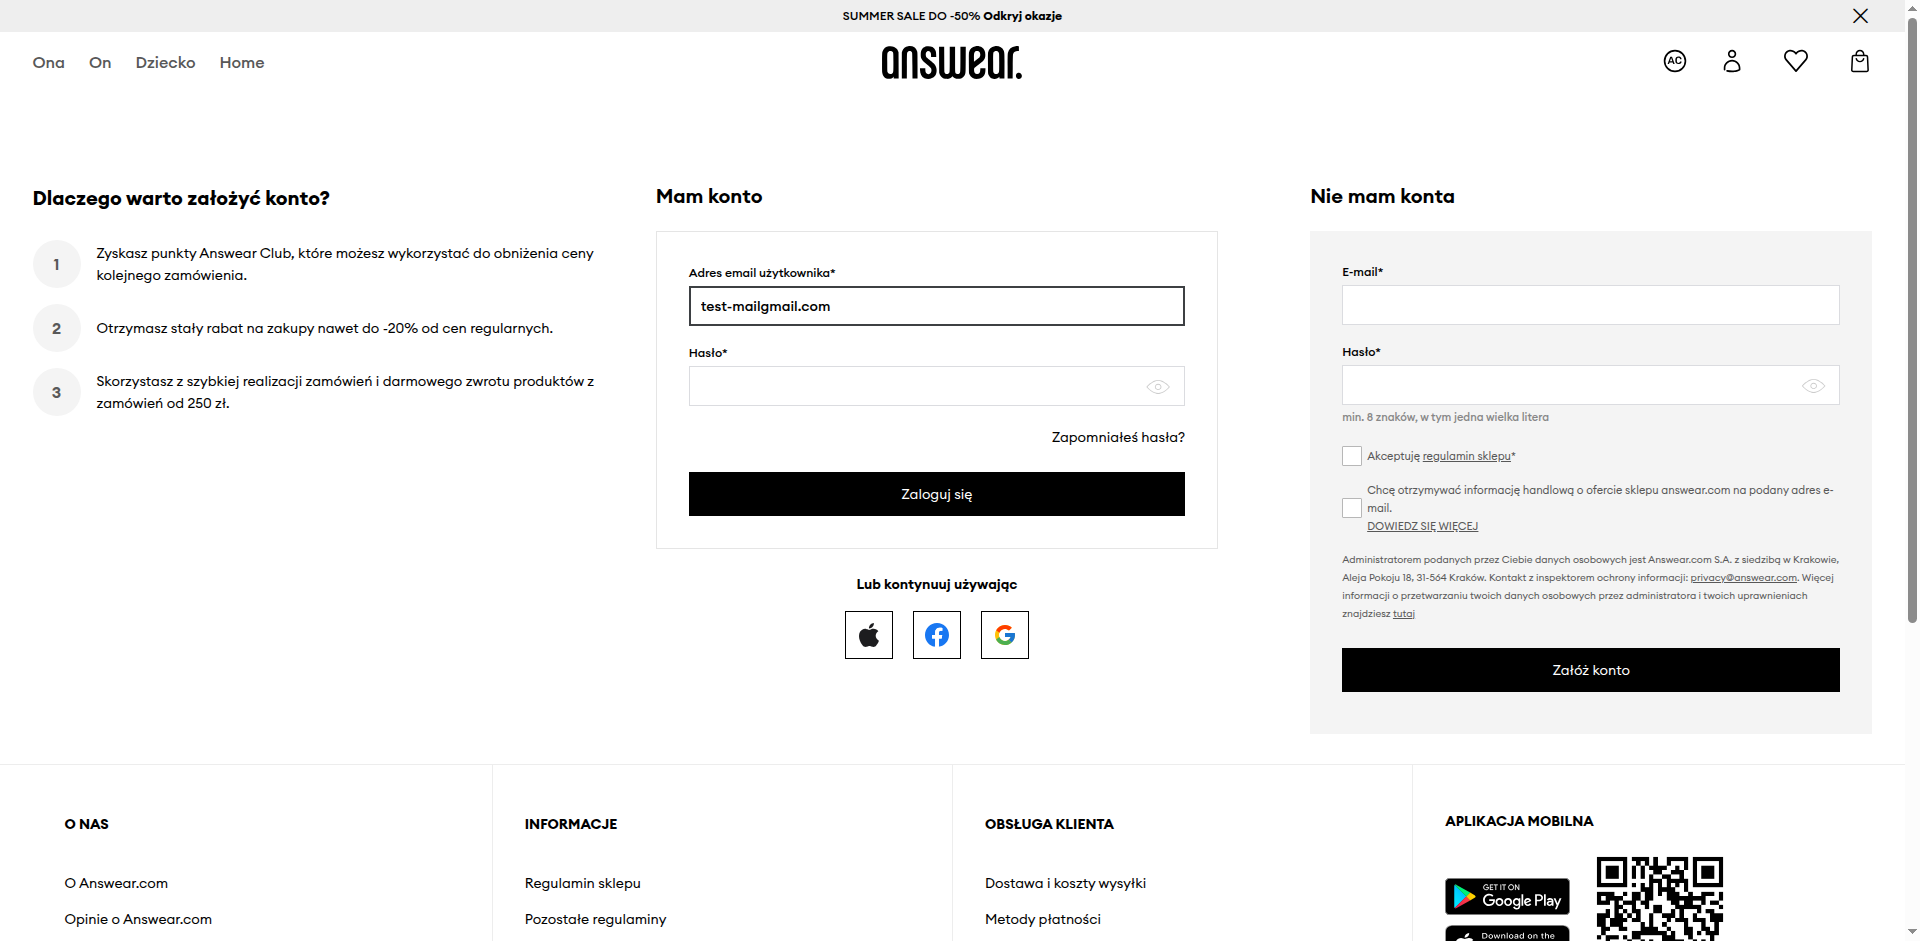 SUMMER SALE DO -50% Odkryj okazje
Ona On Dziecko Home
answear.
AC
Dlaczego warto założyć konto?
1
Zyskasz punkty Answear Club, które możesz wykorzystać do obniżenia ceny
kolejnego zamówienia.
2
Otrzymasz stały rabat na zakupy nawet do -20% od cen regularnych.
3
Skorzystasz z szybkiej realizacji zamówień i darmowego zwrotu produktów z
zamówień od 250 zł.
Mam konto
Adres email użytkownika*
test-mailgmail.com
Hasło*
Zapomniałeś hasła?
Zaloguj się
Lub kontynuuj używając
Nie mam konta
E-mail*
Hasło*
min. 8 znaków, w tym jedna wielka litera
Akceptuję regulamin sklepu*
Chcę otrzymywać informację handlową o ofercie sklepu answear.com na podany adres e-
mail.
DOWIEDZ SIĘ WIĘCEJ
Administratorem podanych przez Ciebie danych osobowych jest Answear.com S.A. z siedzibą w Krakowie,
Aleja Pokoju 18, 31-564 Kraków. Kontakt z inspektorem ochrony informacji: privacy@answear.com. Więcej
informacji o przetwarzaniu twoich danych osobowych przez administratora i twoich uprawnieniach
znajdziesz tutaj
Załóż konto
O NAS
O Answear.com
Opinie o Answear.com
INFORMACJE
Regulamin sklepu
Pozostałe regulaminy
OBSŁUGA KLIENTA
Dostawa i koszty wysyłki
Metody płatności
APLIKACJA MOBILNA
GET IT ON
Google Play
Download on the